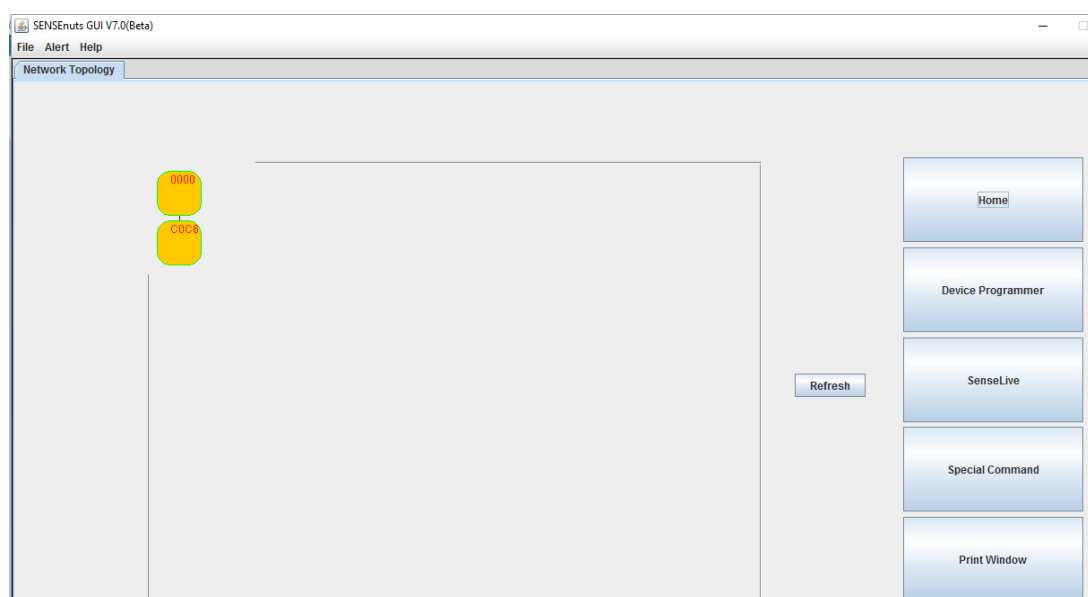 SENSEnuts GUI V7.0(Beta)
File Alert Help
Network Topology
0000
C0C6
Home
Device Programmer
Refresh
SenseLive
Special Command
Print Window